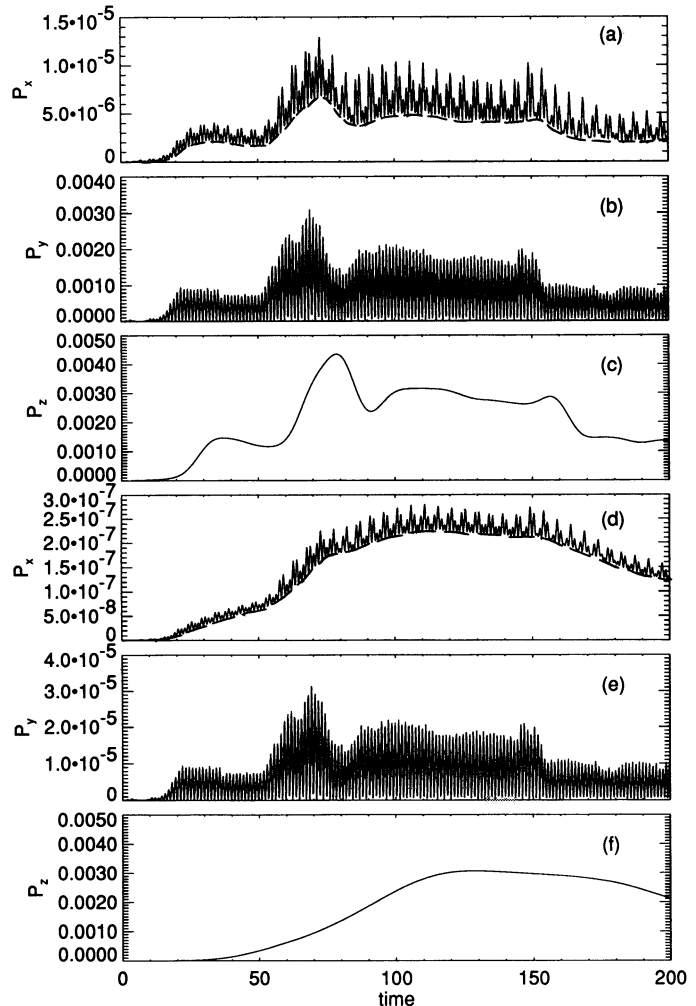 1.5•10⁻⁵
1.0•10⁻⁵
5.0•10⁻⁶
0
Pₓ
(a)
0.0040
0.0030
0.0020
0.0010
0.0000
P_y
(b)
0.0050
0.0040
0.0030
0.0020
0.0010
0.0000
P_z
(c)
3.0•10⁻⁷
2.5•10⁻⁷
2.0•10⁻⁷
1.5•10⁻⁷
1.0•10⁻⁷
5.0•10⁻⁸
0
Pₓ
(d)
4.0•10⁻⁵
3.0•10⁻⁵
2.0•10⁻⁵
1.0•10⁻⁵
0
P_y
(e)
0.0050
0.0040
0.0030
0.0020
0.0010
0.0000
P_z
(f)
0 50 100 150 200
time